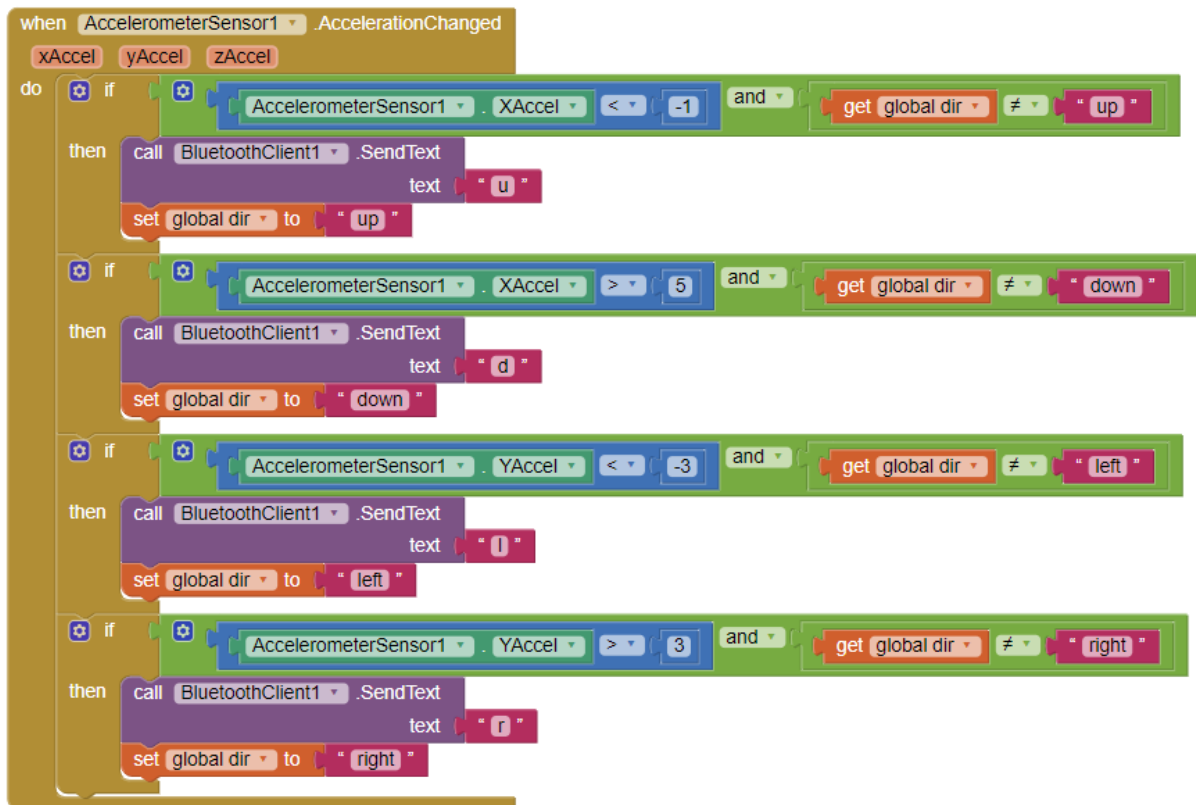 when AccelerometerSensor1 .AccelerationChanged
xAccel yAccel zAccel
do if AccelerometerSensor1 . XAccel < -1 and get global dir ≠ " up "
then call BluetoothClient1 .SendText
text " u "
set global dir to " up "
if AccelerometerSensor1 . XAccel > 5 and get global dir ≠ " down "
then call BluetoothClient1 .SendText
text " d "
set global dir to " down "
if AccelerometerSensor1 . YAccel < -3 and get global dir ≠ " left "
then call BluetoothClient1 .SendText
text " l "
set global dir to " left "
if AccelerometerSensor1 . YAccel > 3 and get global dir ≠ " right "
then call BluetoothClient1 .SendText
text " r "
set global dir to " right "